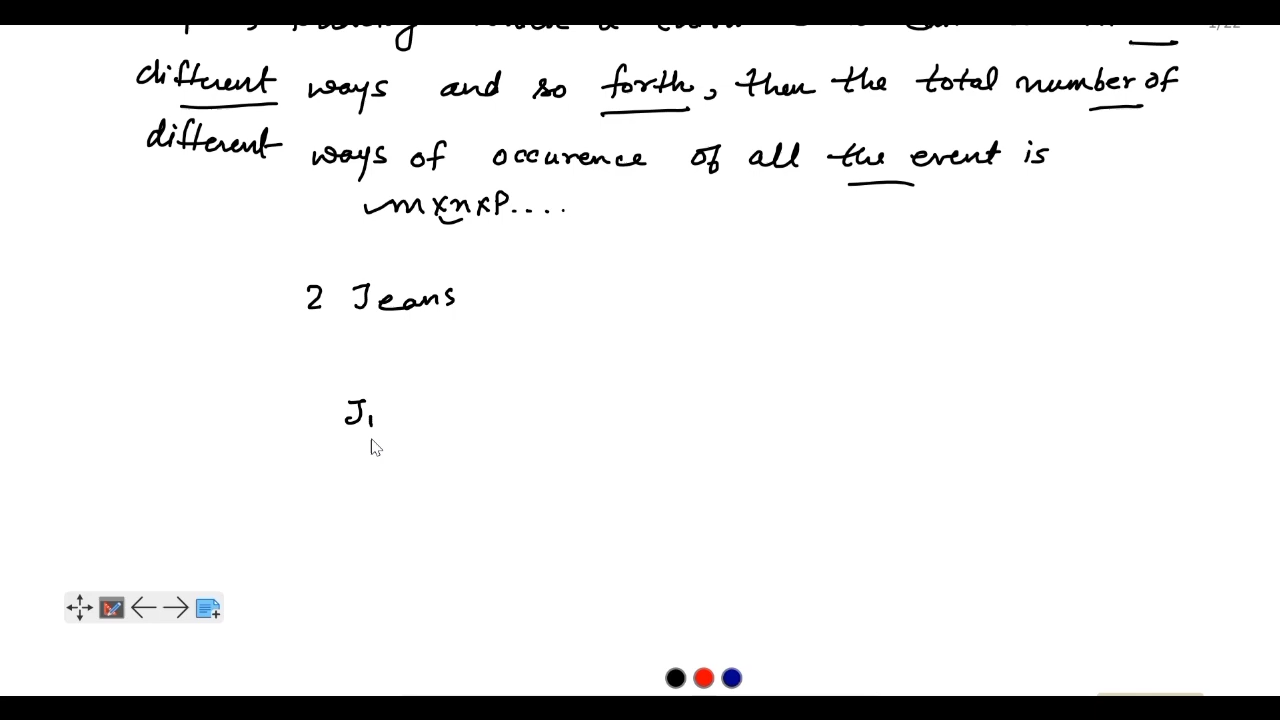 different ways and so forth, then the total number of
different ways of occurence of all the event is
m x n x P....
2 Jeans
J1